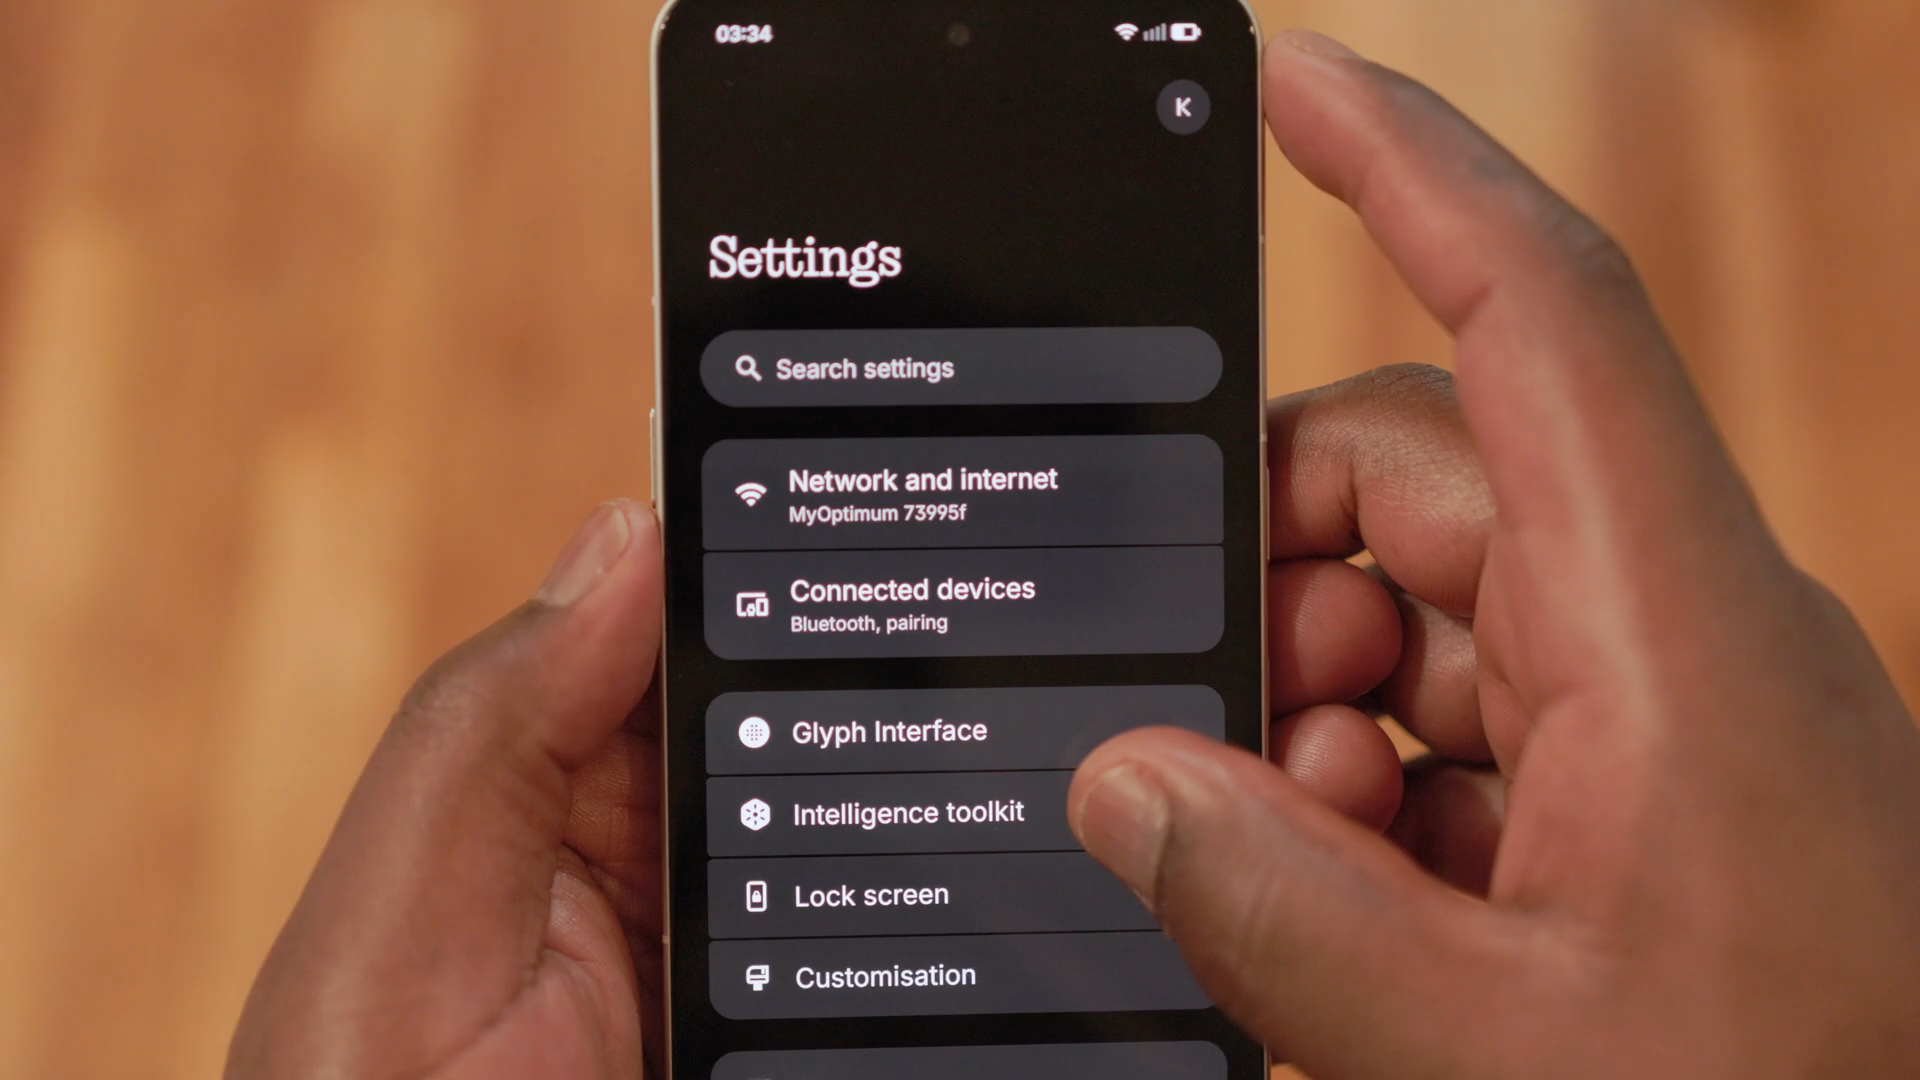 03:34
K
Settings
Search settings
Network and internet
MyOptimum 73995f
Connected devices
Bluetooth, pairing
Glyph Interface
Intelligence toolkit
Lock screen
Customisation